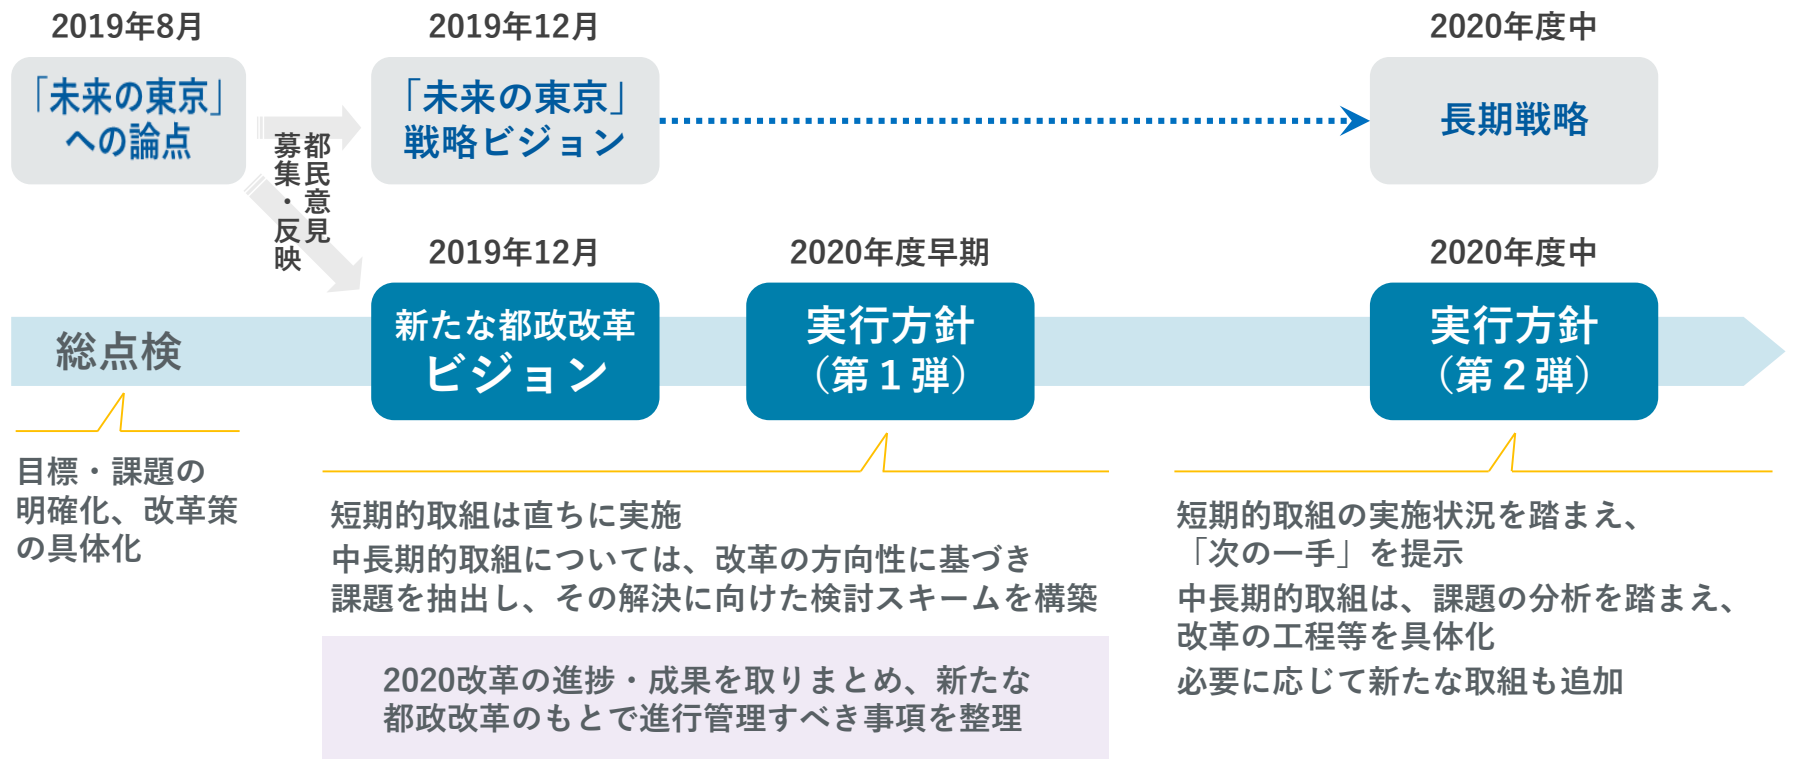 2019年8月
「未来の東京」
への論点
都民意見
募集・反映
2019年12月
「未来の東京」
戦略ビジョン
2020年度中
長期戦略
総点検
2019年12月
新たな都政改革
ビジョン
2020年度早期
実行方針
（第１弾）
2020年度中
実行方針
（第２弾）
目標・課題の
明確化、改革策
の具体化
短期的取組は直ちに実施
中長期的取組については、改革の方向性に基づき
課題を抽出し、その解決に向けた検討スキームを構築
2020改革の進捗・成果を取りまとめ、新たな
都政改革のもとで進行管理すべき事項を整理
短期的取組の実施状況を踏まえ、
「次の一手」を提示
中長期的取組は、課題の分析を踏まえ、
改革の工程等を具体化
必要に応じて新たな取組も追加